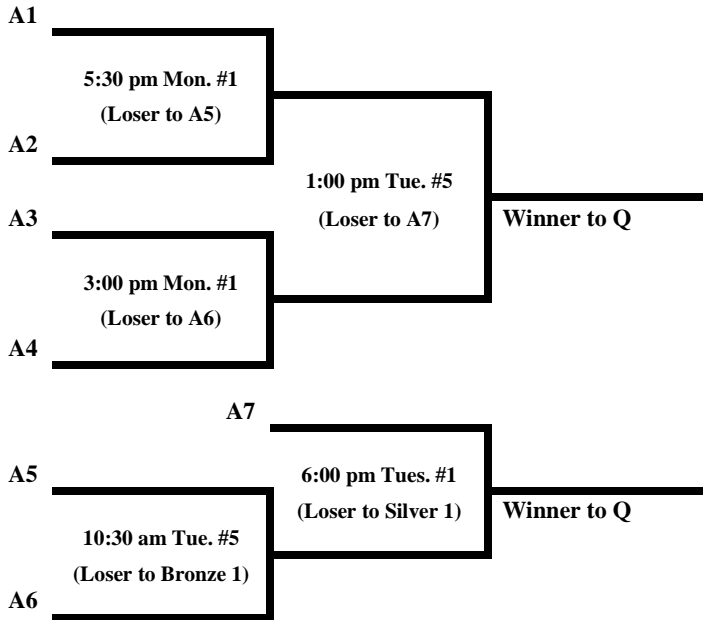 A1
5:30 pm Mon. #1
(Loser to A5)
A2
1:00 pm Tue. #5
(Loser to A7)
Winner to Q
A3
3:00 pm Mon. #1
(Loser to A6)
A4
A7
A5
6:00 pm Tues. #1
(Loser to Silver 1)
Winner to Q
10:30 am Tue. #5
(Loser to Bronze 1)
A6